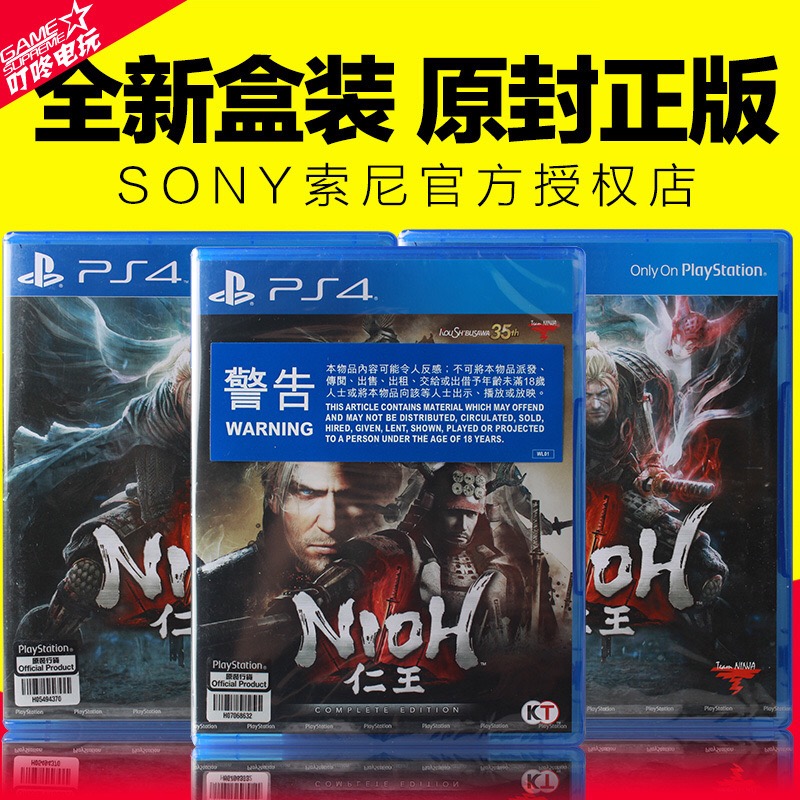 GAME
SUPREME
叮咚电玩
全新盒装 原封正版
SONY索尼官方授权店
PS4
PS4
Only On PlayStation
KOU SHIBUSAWA 35th
Team NINJA
警告
WARNING
本物品內容可能令人反感；不可將本物品派發、
傳閱、出售、出租、交給或出借予年齡未滿18歲
人士或將本物品向該等人士出示、播放或放映。
THIS ARTICLE CONTAINS MATERIAL WHICH MAY OFFEND
AND MAY NOT BE DISTRIBUTED, CIRCULATED, SOLD,
HIRED, GIVEN, LENT, SHOWN, PLAYED OR PROJECTED
TO A PERSON UNDER THE AGE OF 18 YEARS.
WL01
NIOH
仁
NIOH
仁王
COMPLETE EDITION
NIOH
仁王
PlayStation
原裝行貨
Official Product
H05494370
PlayStation
原裝行貨
Official Product
H07068632
KT
Team NINJA